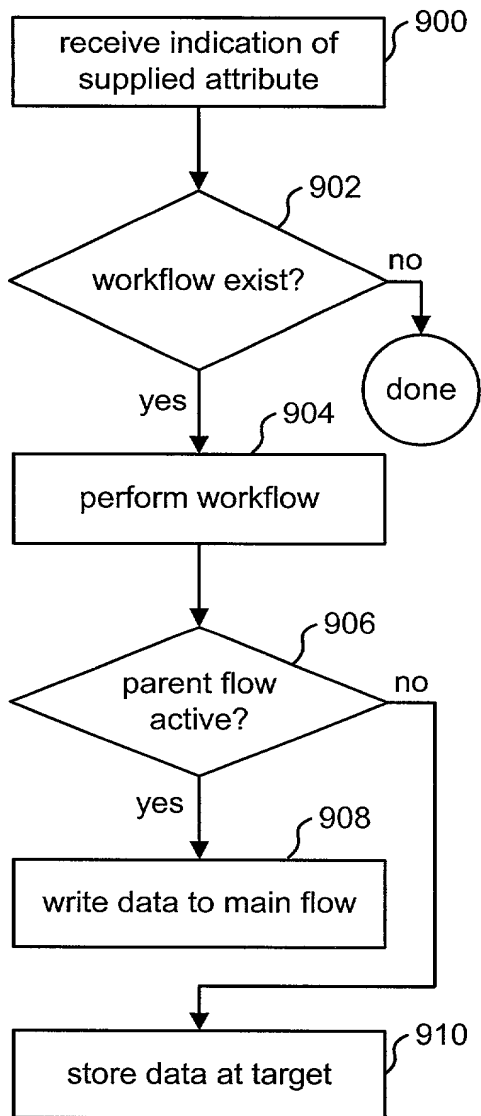 receive indication of
supplied attribute
900
902
workflow exist?
no
done
yes
904
perform workflow
906
parent flow
active?
no
yes
908
write data to main flow
910
store data at target